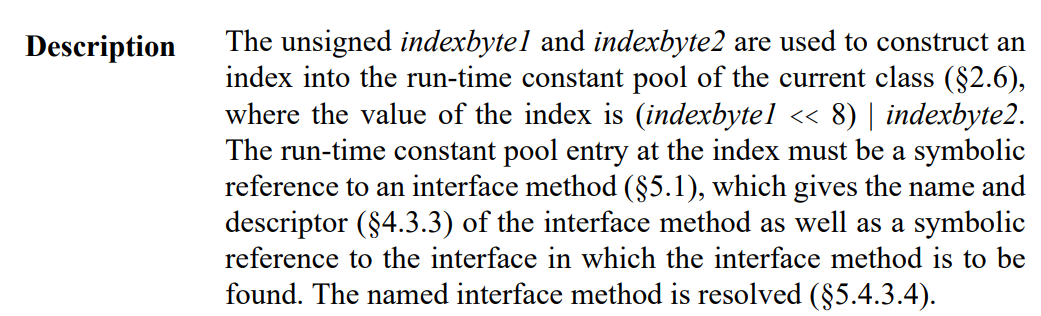 Description The unsigned indexbyte1 and indexbyte2 are used to construct an
index into the run-time constant pool of the current class (§2.6),
where the value of the index is (indexbyte1 << 8) | indexbyte2.
The run-time constant pool entry at the index must be a symbolic
reference to an interface method (§5.1), which gives the name and
descriptor (§4.3.3) of the interface method as well as a symbolic
reference to the interface in which the interface method is to be
found. The named interface method is resolved (§5.4.3.4).